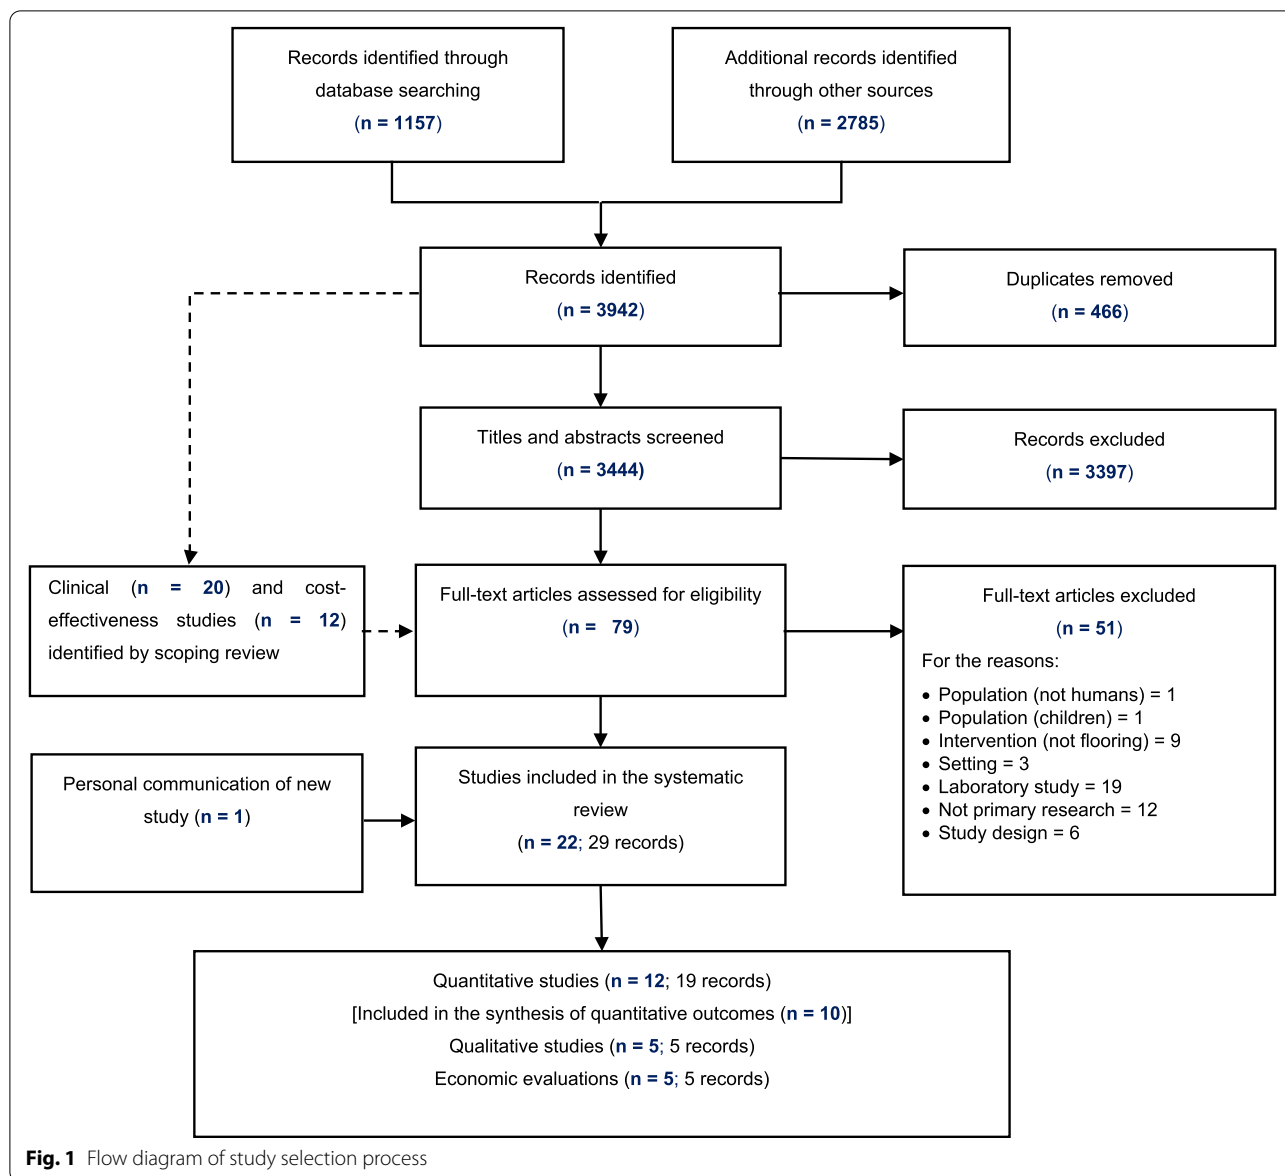 Records identified through
database searching
(n = 1157)
Additional records identified
through other sources
(n = 2785)
Records identified
(n = 3942)
Duplicates removed
(n = 466)
Titles and abstracts screened
(n = 3444)
Records excluded
(n = 3397)
Clinical (n = 20) and cost-
effectiveness studies (n = 12)
identified by scoping review
Full-text articles assessed for eligibility
(n = 79)
Full-text articles excluded
(n = 51)
For the reasons:
• Population (not humans) = 1
• Population (children) = 1
• Intervention (not flooring) = 9
• Setting = 3
• Laboratory study = 19
• Not primary research = 12
• Study design = 6
Personal communication of new
study (n = 1)
Studies included in the systematic
review
(n = 22; 29 records)
Quantitative studies (n = 12; 19 records)
[Included in the synthesis of quantitative outcomes (n = 10)]
Qualitative studies (n = 5; 5 records)
Economic evaluations (n = 5; 5 records)
Fig. 1 Flow diagram of study selection process